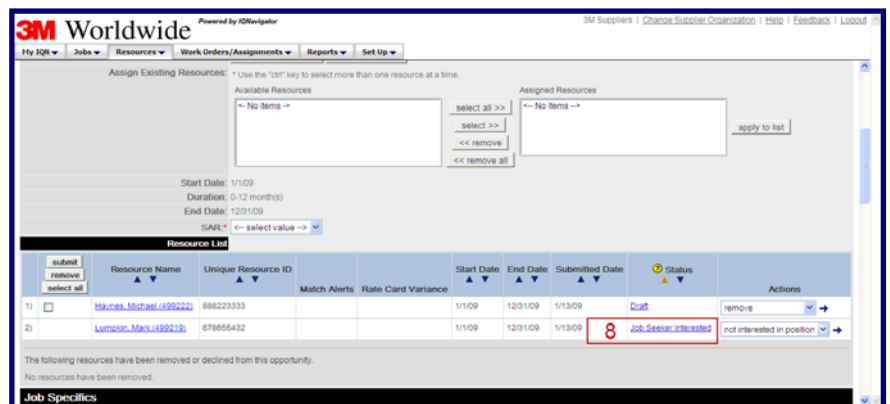 3M Worldwide Powered by IQNavigator
3M Suppliers | Change Supplier Organization | Help | Feedback | Logout
My IQN Jobs Resources Work Orders/Assignments Reports Set Up
Assign Existing Resources: * Use the "ctrl" key to select more than one resource at a time.
Available Resources Assigned Resources
<- No Items -> select all >> <-- No Items -->
select >> apply to list
<< remove
<< remove all
Start Date: 1/1/09
Duration: 0-12 month(s)
End Date: 12/31/09
SAR:* <-- select value -->
Resource List
submit
remove
select all
Resource Name Unique Resource ID Match Alerts Rate Card Variance Start Date End Date Submitted Date ? Status Actions
1) Haynes, Michael (499222) 888223333 1/1/09 12/31/09 1/13/09 Draft remove
2) Lumpkin, Mark (499219) 678655432 1/1/09 12/31/09 1/13/09 8 Job Seeker Interested not interested in position
The following resources have been removed or declined from this opportunity.
No resources have been removed.
Job Specifics